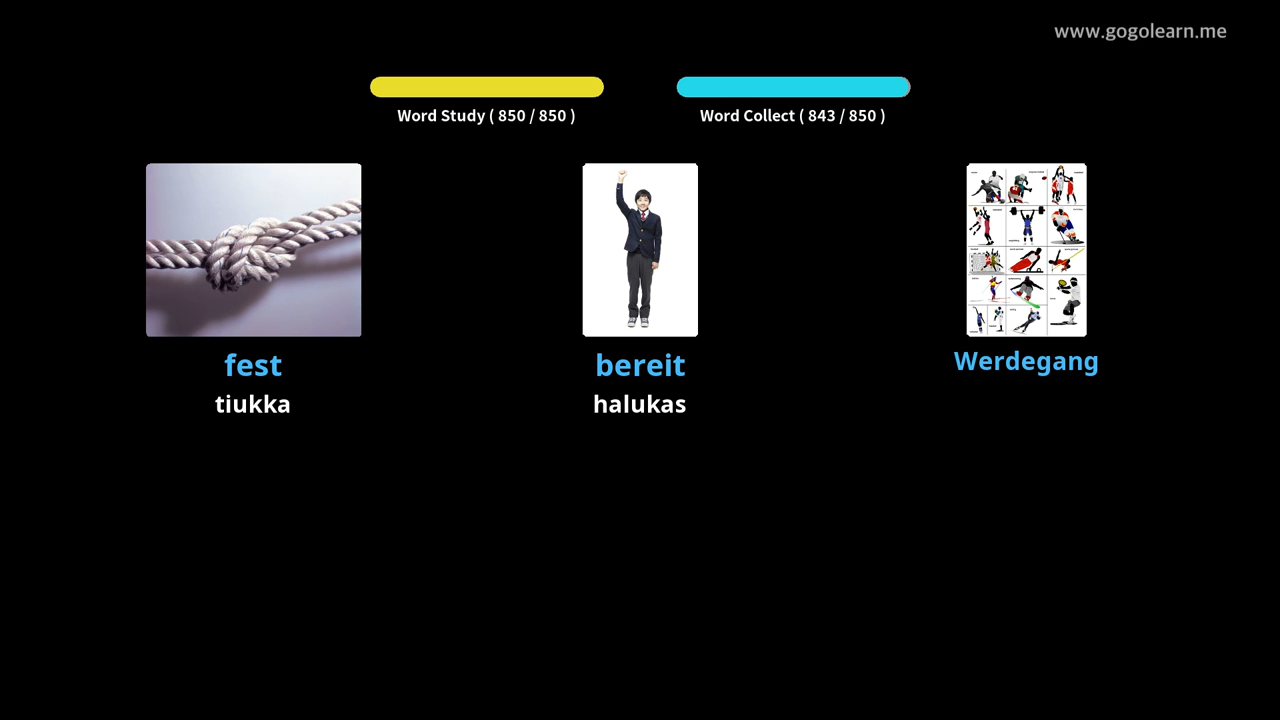 www.gogolearn.me
Word Study ( 850 / 850 )
Word Collect ( 843 / 850 )
fest
bereit
Werdegang
tiukka
halukas